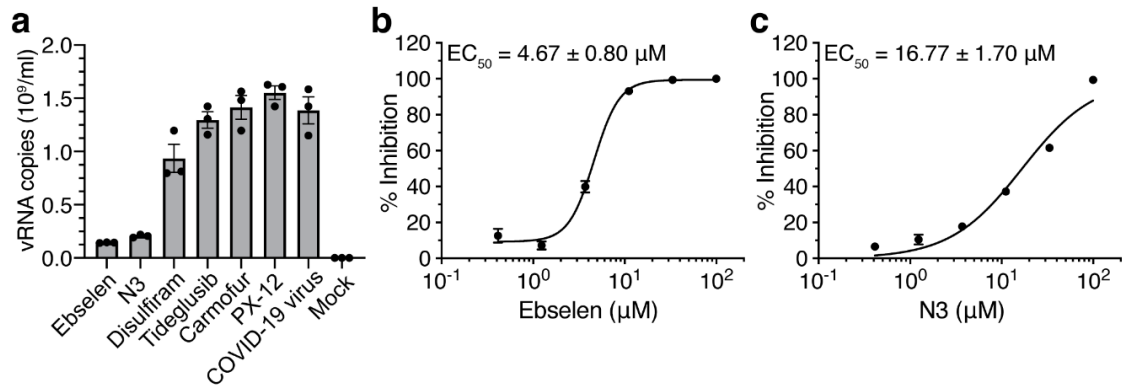 a
vRNA copies (10⁹/ml)
2.0
1.5
1.0
0.5
0.0
Ebselen
N3
Disulfiram
Tideglusib
Carmofur
PX-12
COVID-19 virus
Mock
b
EC₅₀ = 4.67 ± 0.80 µM
% Inhibition
120
100
80
60
40
20
0
10⁻¹
10⁰
10¹
10²
Ebselen (µM)
c
EC₅₀ = 16.77 ± 1.70 µM
% Inhibition
120
100
80
60
40
20
0
10⁻¹
10⁰
10¹
10²
N3 (µM)